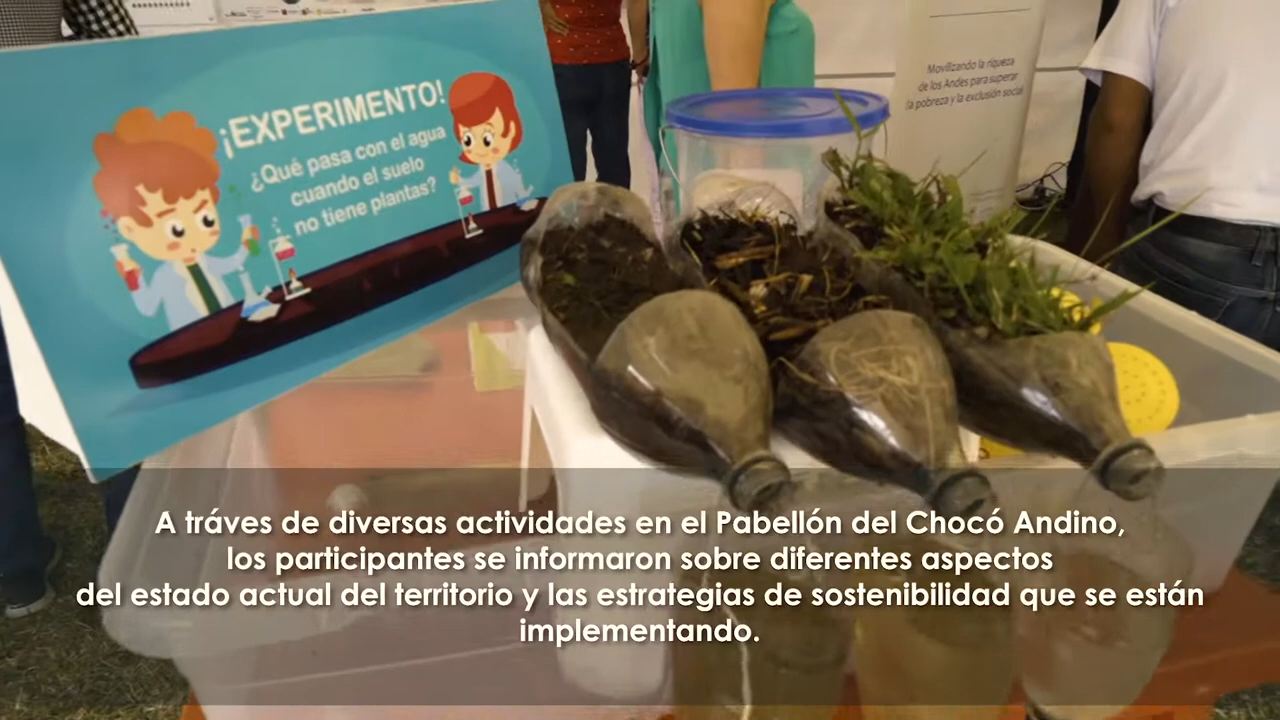 ¡EXPERIMENTO!
¿Qué pasa con el agua
cuando el suelo
no tiene plantas?
Movilizando la riqueza
de los Andes para superar
la pobreza y la exclusión social
A tráves de diversas actividades en el Pabellón del Chocó Andino,
los participantes se informaron sobre diferentes aspectos
del estado actual del territorio y las estrategias de sostenibilidad que se están
implementando.